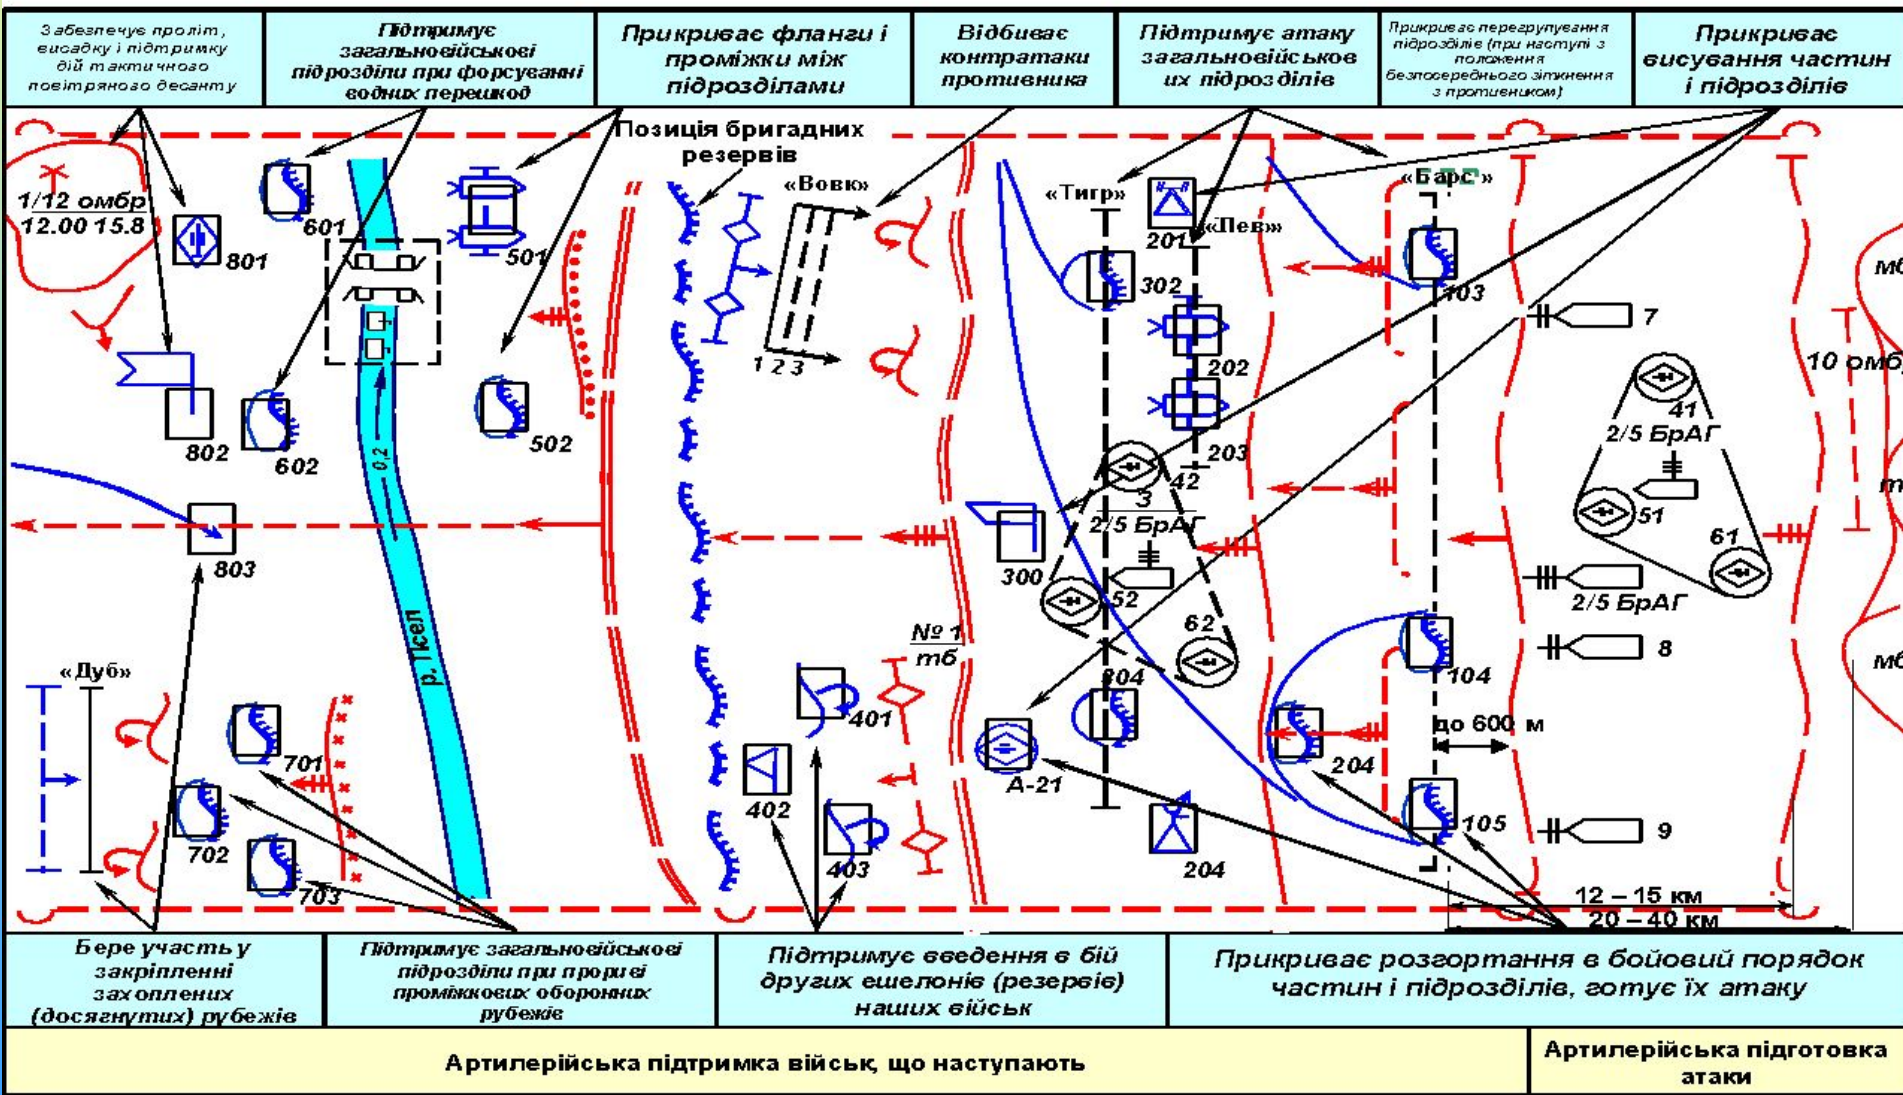 Забезпечує проліт,
висадку і підтримку
дій тактичного
повітряного десанту
Підтримує
загальновійськові
підрозділи при форсуванні
водних перешкод
Прикриває фланги і
проміжки між
підрозділами
Відбиває
контратаки
противника
Підтримує атаку
загальновійськов
их підрозділів
Прикриває перегрупування
підрозділів (при наступі з
положення
безпосереднього зіткнення
з противником)
Прикриває
висування частин
і підрозділів
Позиція бригадних
резервів
1/12 омбр
12.00 15.8
801
601
501
«Вовк»
«Тигр»
201
«Лев»
«Барс»
103
302
7
мб
1 2 3
202
10 омб
41
2/5 БрАГ
802
602
502
0,2
203
42
3
2/5 БрАГ
51
803
300
61
52
2/5 БрАГ
р. Псел
№ 1
тб
62
8
«Дуб»
104
мб
401
304
до 600 м
701
204
402
А-21
105
9
702
403
204
703
12 – 15 км
20 – 40 км
Бере участь у
закріпленні
захоплених
(досягнутих) рубежів
Підтримує загальновійськові
підрозділи при прориві
проміжкових оборонних
рубежів
Підтримує введення в бій
других ешелонів (резервів)
наших військ
Прикриває розгортання в бойовий порядок
частин і підрозділів, готує їх атаку
Артилерійська підтримка військ, що наступають
Артилерійська підготовка
атаки